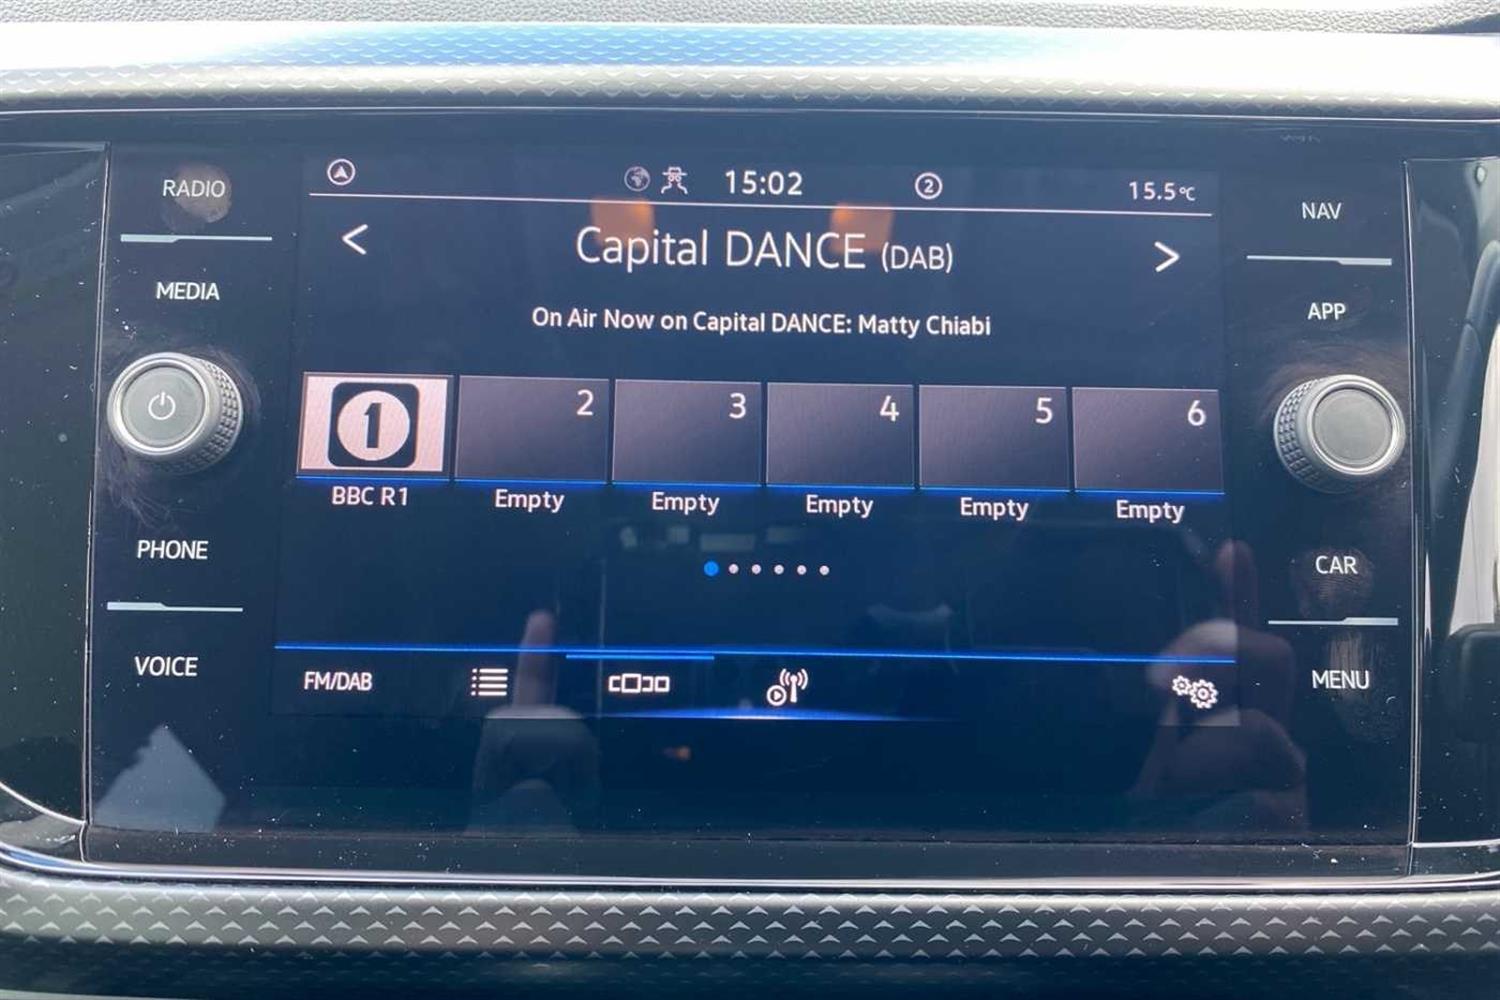 RADIO
MEDIA
PHONE
VOICE
15:02
2
15.5°C
Capital DANCE (DAB)
On Air Now on Capital DANCE: Matty Chiabi
1
2
3
4
5
6
BBC R1
Empty
Empty
Empty
Empty
Empty
FM/DAB
NAV
APP
CAR
MENU